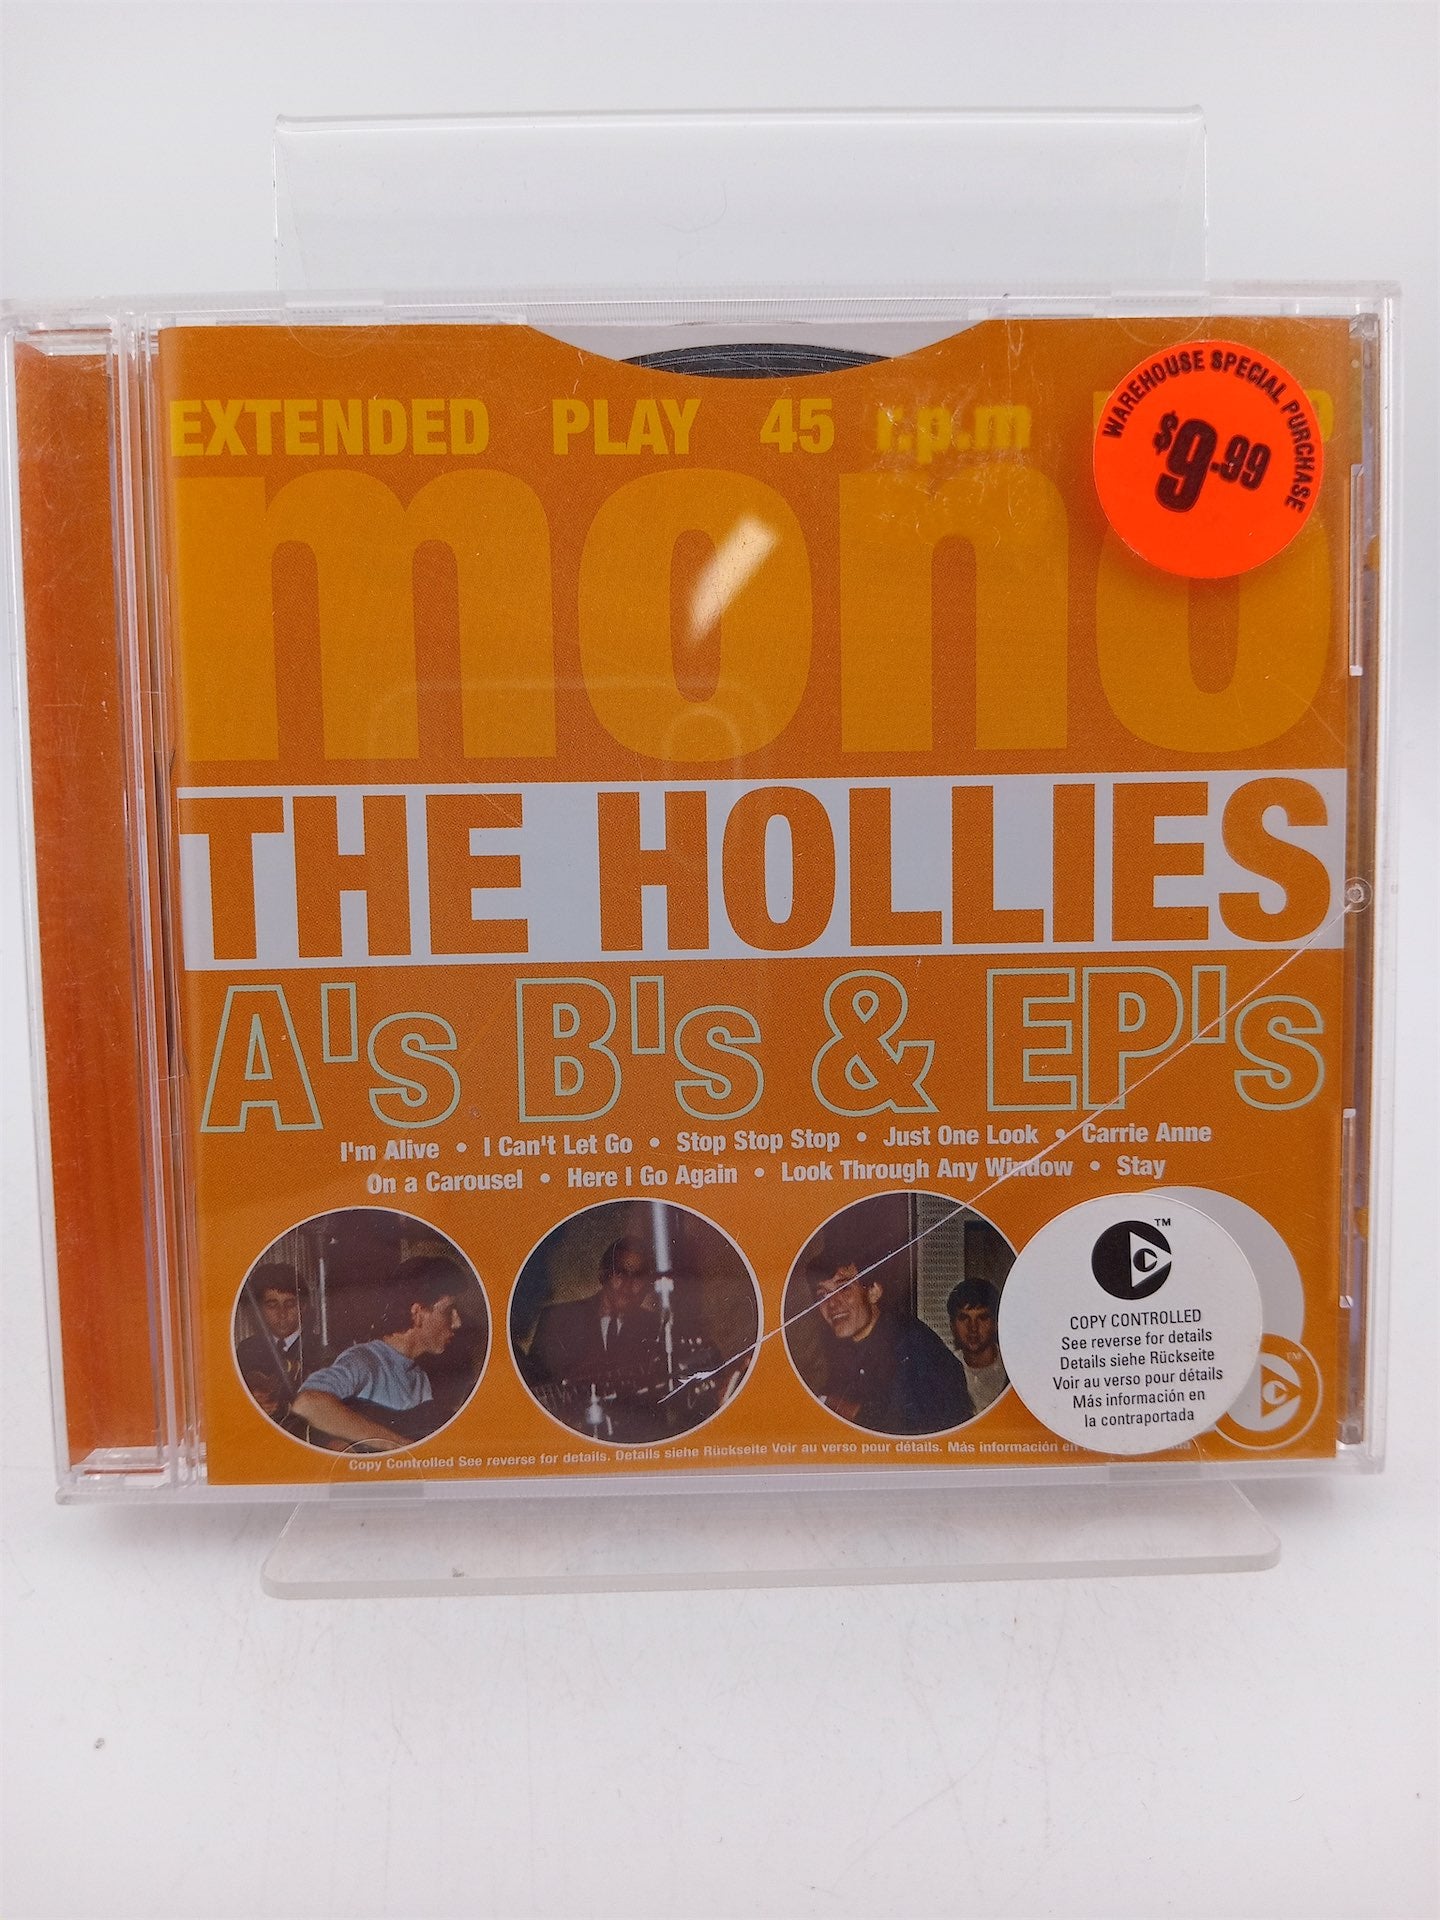 EXTENDED PLAY 45 r.p.m
WAREHOUSE SPECIAL PURCHASE
$9.99
mono
THE HOLLIES
A's B's & EP's
I'm Alive • I Can't Let Go • Stop Stop Stop • Just One Look • Carrie Anne
On a Carousel • Here I Go Again • Look Through Any Window • Stay
TM
COPY CONTROLLED
See reverse for details
Details siehe Rückseite
Voir au verso pour détails
Más información en
la contraportada
TM
Copy Controlled See reverse for details. Details siehe Rückseite Voir au verso pour détails. Más información en